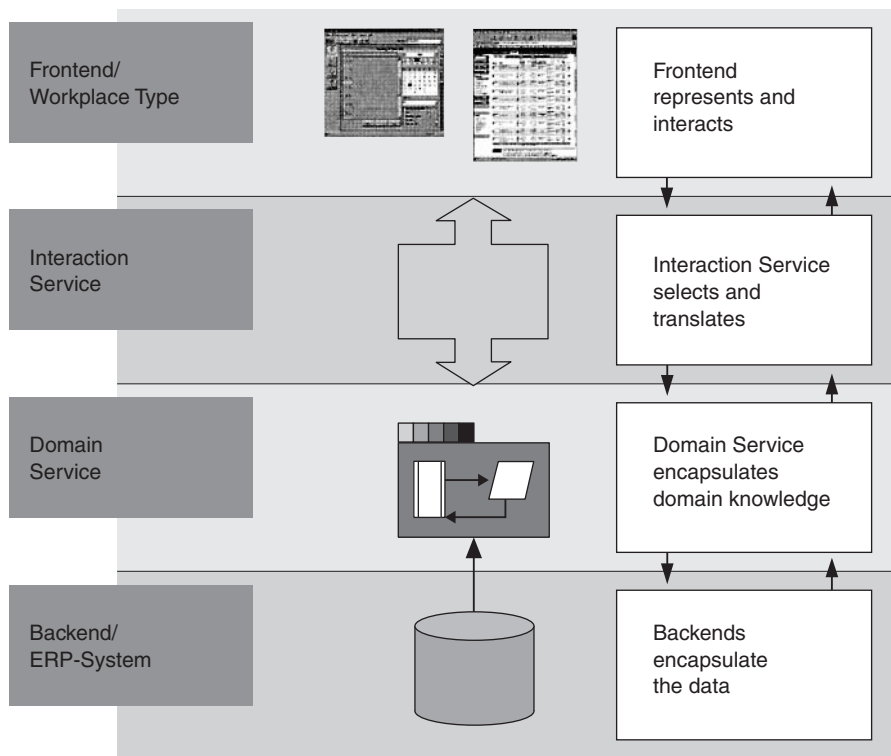 Frontend/
Workplace Type
Frontend
represents and
interacts
Interaction
Service
Interaction Service
selects and
translates
Domain
Service
Domain Service
encapsulates
domain knowledge
Backend/
ERP-System
Backends
encapsulate
the data